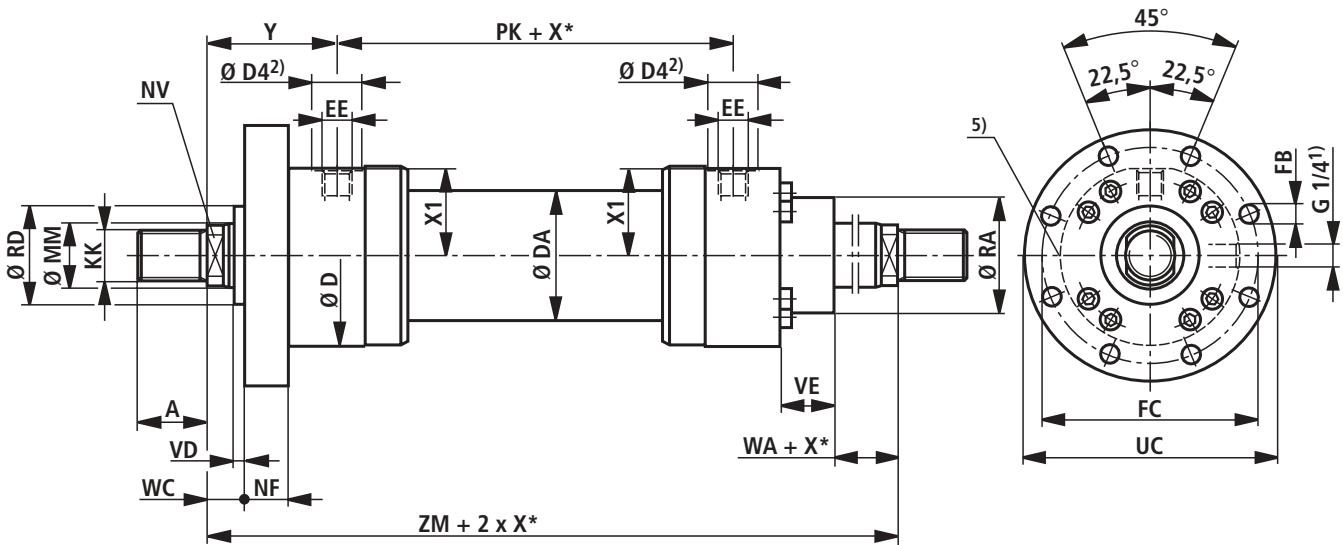 Y
PK + X*
45°
Ø D4²⁾
Ø D4²⁾
22,5°
22,5°
NV
EE
EE
5)
FB
G 1/4¹⁾
X1
X1
Ø RD
Ø MM
KK
Ø D
Ø DA
Ø RA
A
VE
FC
VD
WA + X*
UC
WC
NF
ZM + 2 x X*